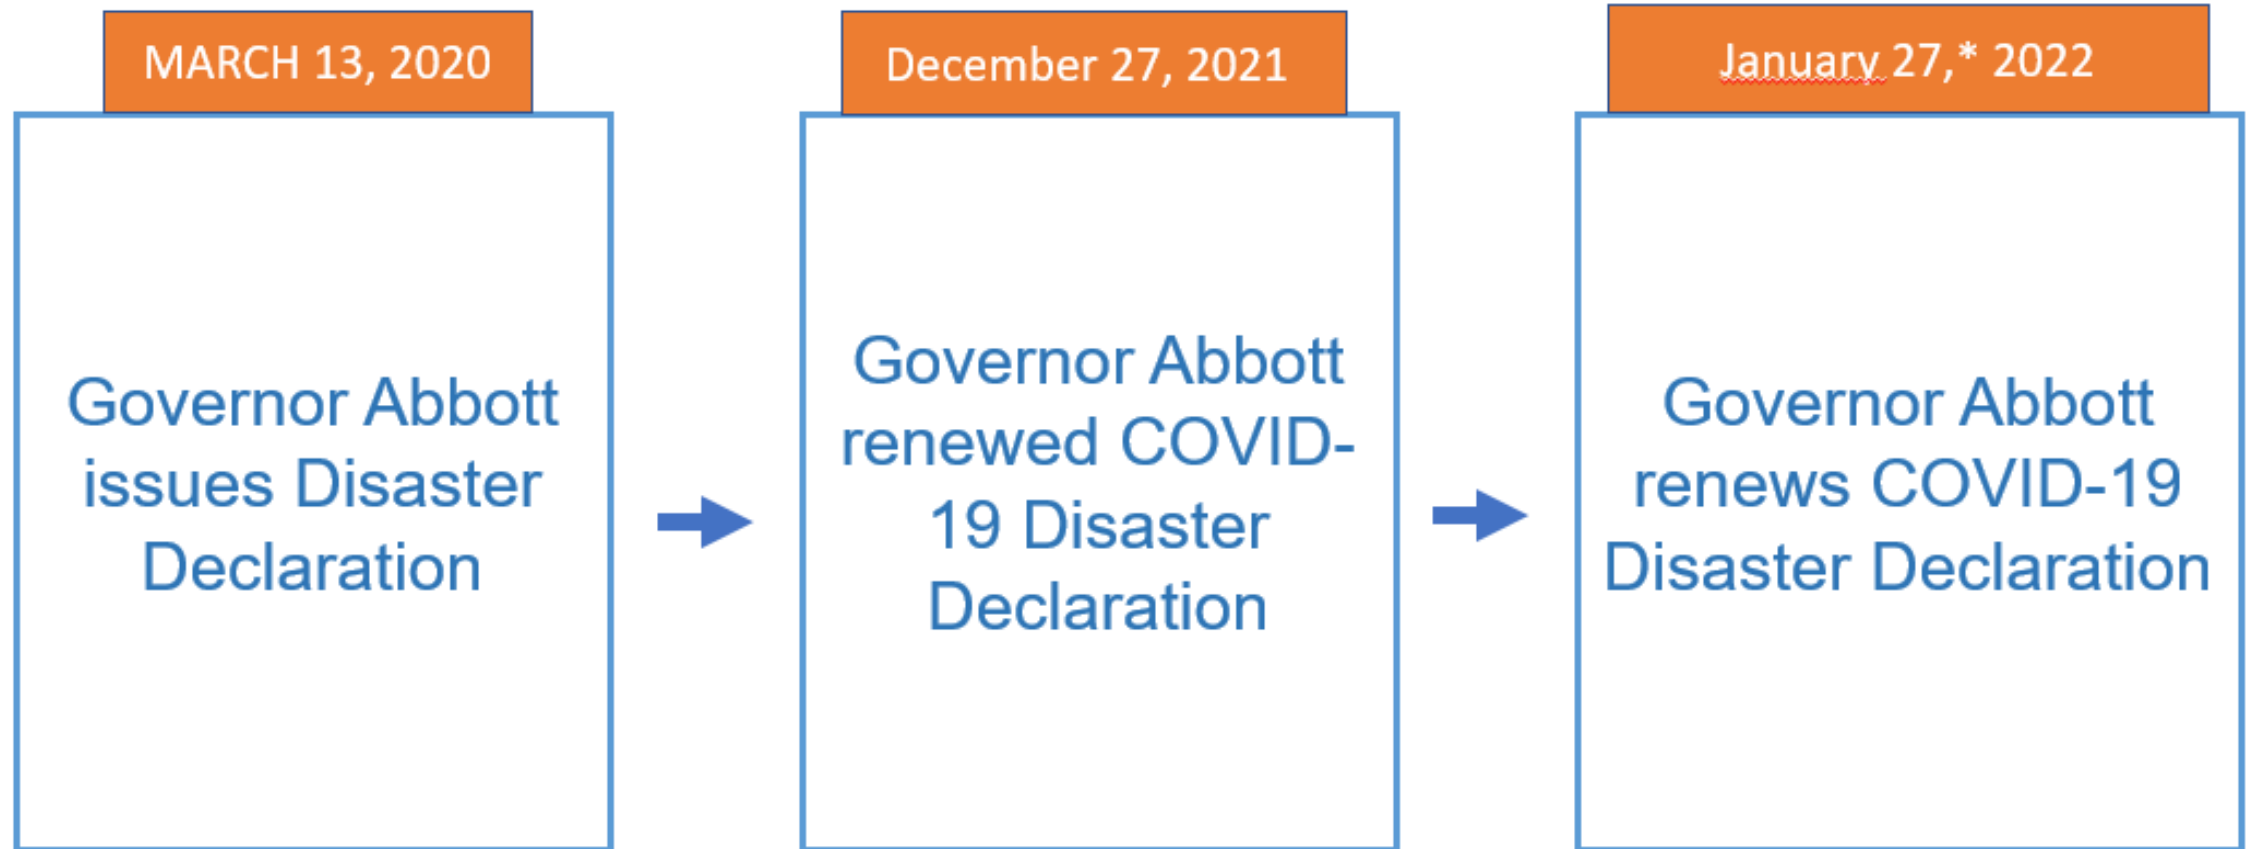 MARCH 13, 2020
Governor Abbott
issues Disaster
Declaration
December 27, 2021
Governor Abbott
renewed COVID-
19 Disaster
Declaration
January 27,* 2022
Governor Abbott
renews COVID-19
Disaster Declaration